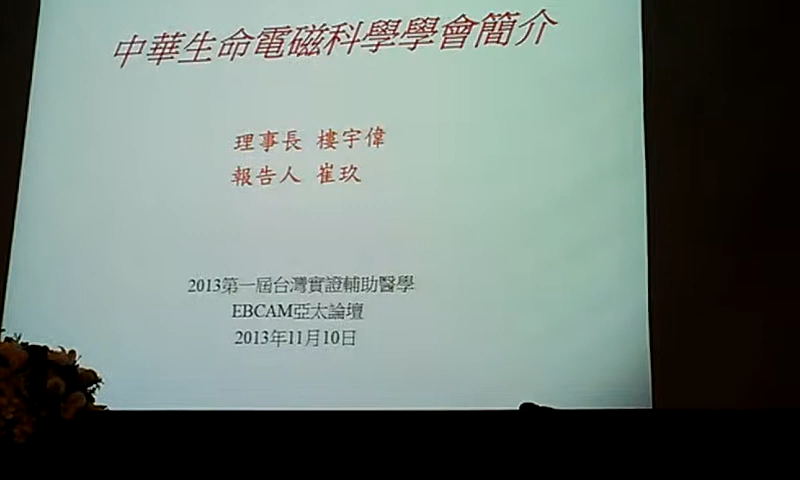 中華生命電磁科學學會簡介
理事長 樓宇偉
報告人 崔玖
2013第一屆台灣實證輔助醫學
EBCAM亞太論壇
2013年11月10日